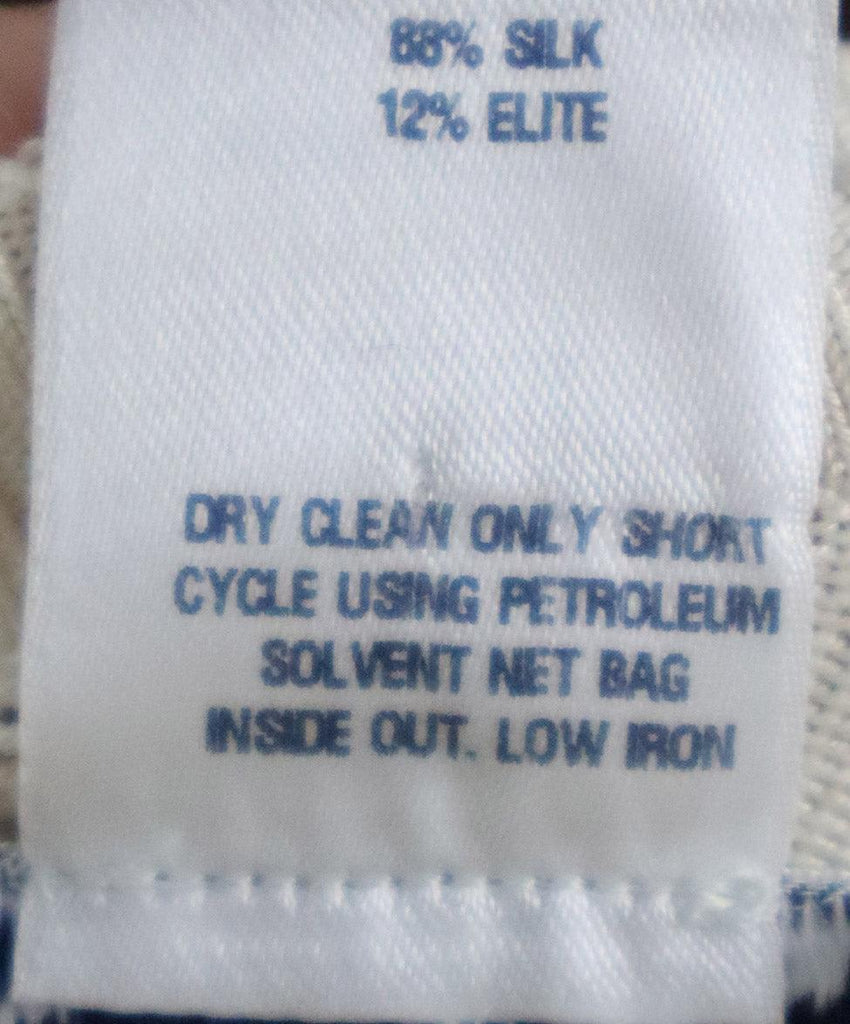 88% SILK
12% ELITE
DRY CLEAN ONLY SHORT
CYCLE USING PETROLEUM
SOLVENT NET BAG
INSIDE OUT. LOW IRON